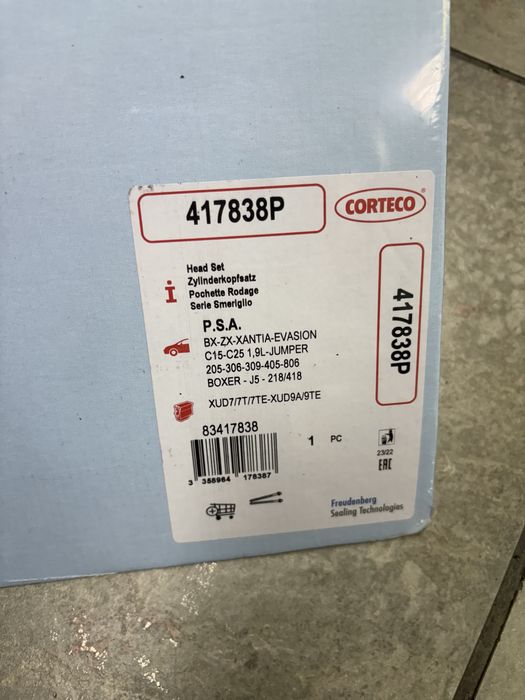 417838P
CORTECO®
417838P
Head Set
Zylinderkopfsatz
Pochette Rodage
Serie Smeriglio
P.S.A.
BX-ZX-XANTIA-EVASION
C15-C25 1,9L-JUMPER
205-306-309-405-806
BOXER - J5 - 218/418
XUD7/7T/7TE-XUD9A/9TE
83417838
1 PC
23/22
EAC
3 358964 178387
Freudenberg
Sealing Technologies